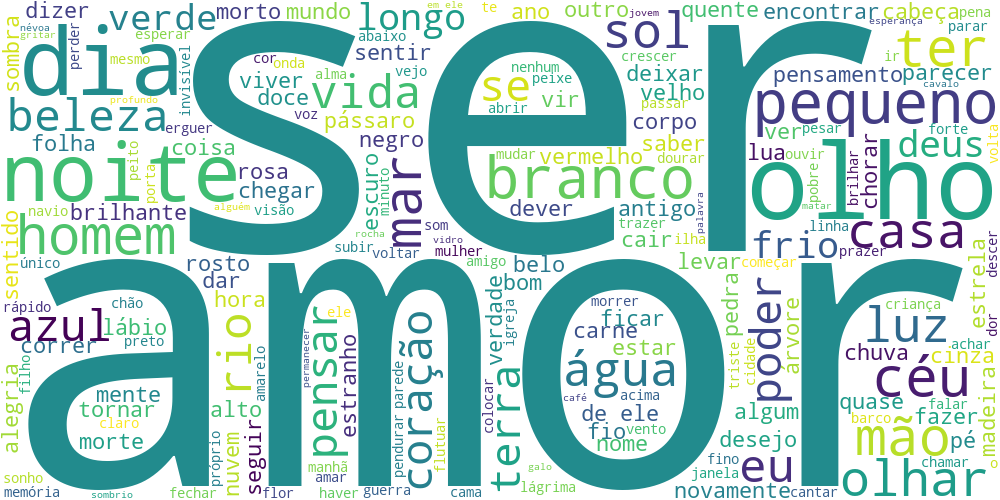 ser
amor
dia
olho
noite
branco
pequeno
homem
vida
mar
casa
céu
mão
água
azul
rio
sol
ter
beleza
verde
longo
se
frio
deus
luz
eu
olhar
poder
pensar
coração
terra
dizer
morto
mundo
sombra
perder
névoa
gritar
esperar
mesmo
profundo
invisível
cor
onda
abaixo
sentir
em ele
te
ano
outro
jovem
quente
encontrar
esperança
cabeça
pena
parar
crescer
ir
pensamento
parecer
cavalo
viver
doce
alma
vejo
voz
nenhum
peixe
abrir
vir
deixar
velho
passar
corpo
pássaro
negro
folha
erguer
coisa
peito
porta
rosa
chegar
navio
brilhante
alguém
visão
escuro
minuto
mudar
vermelho
saber
dourar
ver
pesar
forte
volta
lua
ouvir
pobre
matar
brilhar
chorar
palavra
dever
antigo
trazer
linha
cair
ilha
prazer
descer
sentido
único
rosto
dar
rocha
subir
voltar
som
vidro
mulher
amigo
belo
bom
igreja
verdade
levar
começar
estrela
dor
rápido
correr
chão
lábio
preto
hora
ele
permanecer
amarelo
estranho
morrer
carne
ficar
estar
pedra
triste
cidade
árvore
criança
chuva
cinza
achar
madeira
alegria
filho
mente
tornar
claro
morte
alto
próprio
nuvem
seguir
manhã
amar
haver
guerra
pendurar
parede
flutuar
cama
colocar
lágrima
galo
café
acima
de ele
fio
vento
nome
algum
desejo
fino
janela
novamente
cantar
quase
barco
falar
fazer
pé
chamar
o
sonho
memória
sombrio
fechar
flor